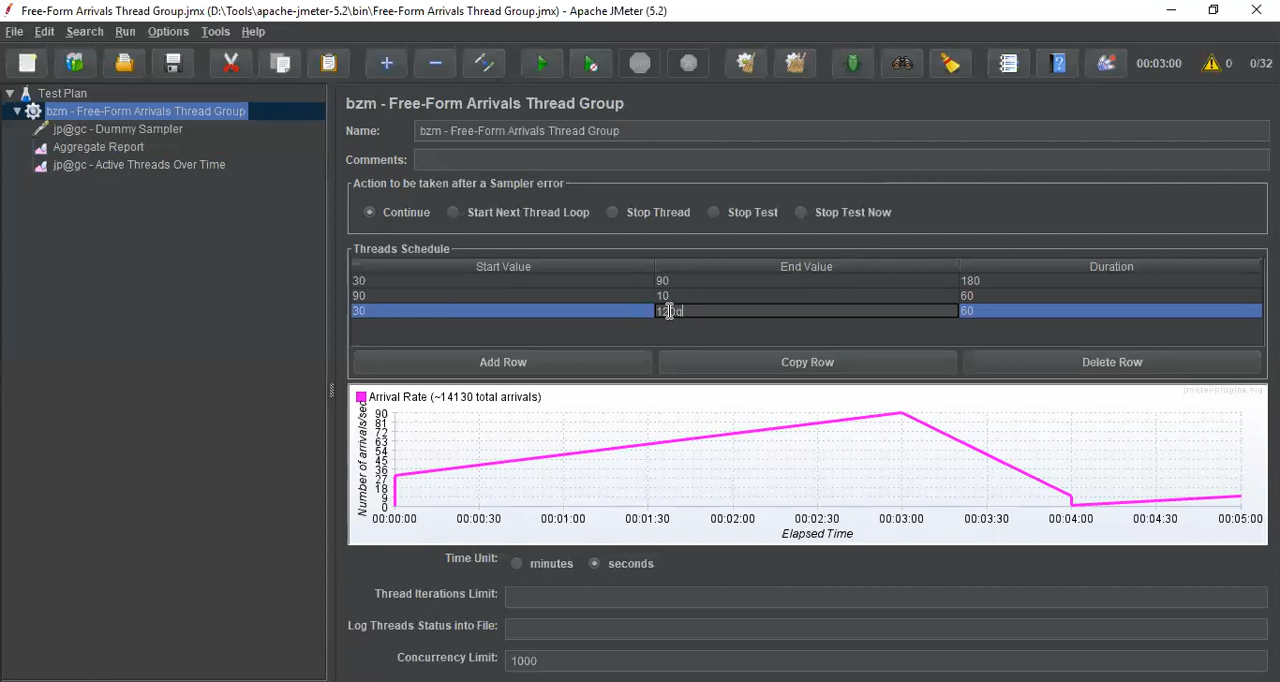 Free-Form Arrivals Thread Group.jmx (D:\Tools\apache-jmeter-5.2\bin\Free-Form Arrivals Thread Group.jmx) - Apache JMeter (5.2)
File Edit Search Run Options Tools Help
00:03:00 0 0/32
Test Plan
bzm - Free-Form Arrivals Thread Group
jp@gc - Dummy Sampler
Aggregate Report
jp@gc - Active Threads Over Time
bzm - Free-Form Arrivals Thread Group
Name: bzm - Free-Form Arrivals Thread Group
Comments:
Action to be taken after a Sampler error
Continue Start Next Thread Loop Stop Thread Stop Test Stop Test Now
Threads Schedule
Start Value End Value Duration
30 90 180
90 10 60
30 60
Add Row Copy Row Delete Row
jmeter-plugins.org
Arrival Rate (~14130 total arrivals)
Number of arrivals/sec
90
81
72
63
54
45
36
27
18
9
0
00:00:00 00:00:30 00:01:00 00:01:30 00:02:00 00:02:30 00:03:00 00:03:30 00:04:00 00:04:30 00:05:00
Elapsed Time
Time Unit: minutes seconds
Thread Iterations Limit:
Log Threads Status into File:
Concurrency Limit: 1000